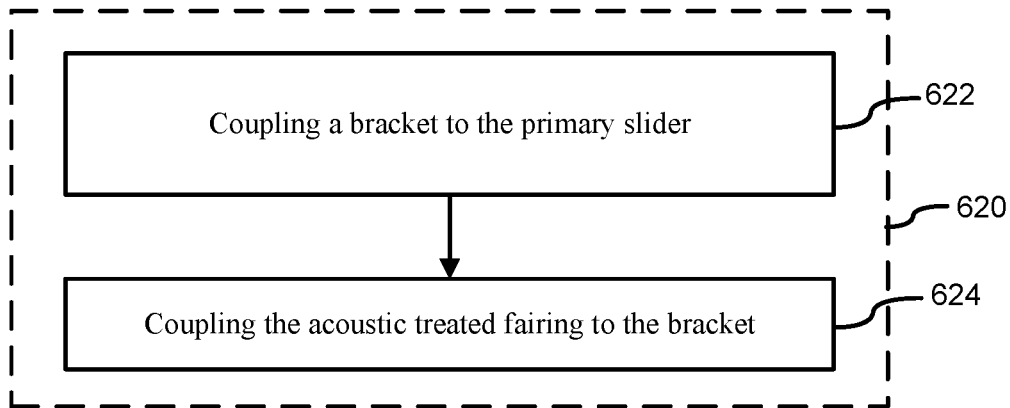 Coupling a bracket to the primary slider
622
620
Coupling the acoustic treated fairing to the bracket
624